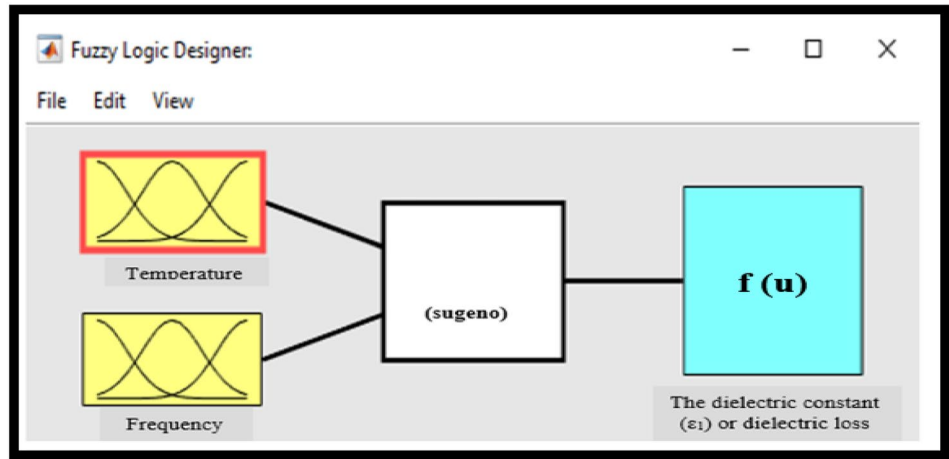 Fuzzy Logic Designer:
File Edit View
Temperature
(sugeno)
f (u)
Frequency
The dielectric constant
(ε1) or dielectric loss